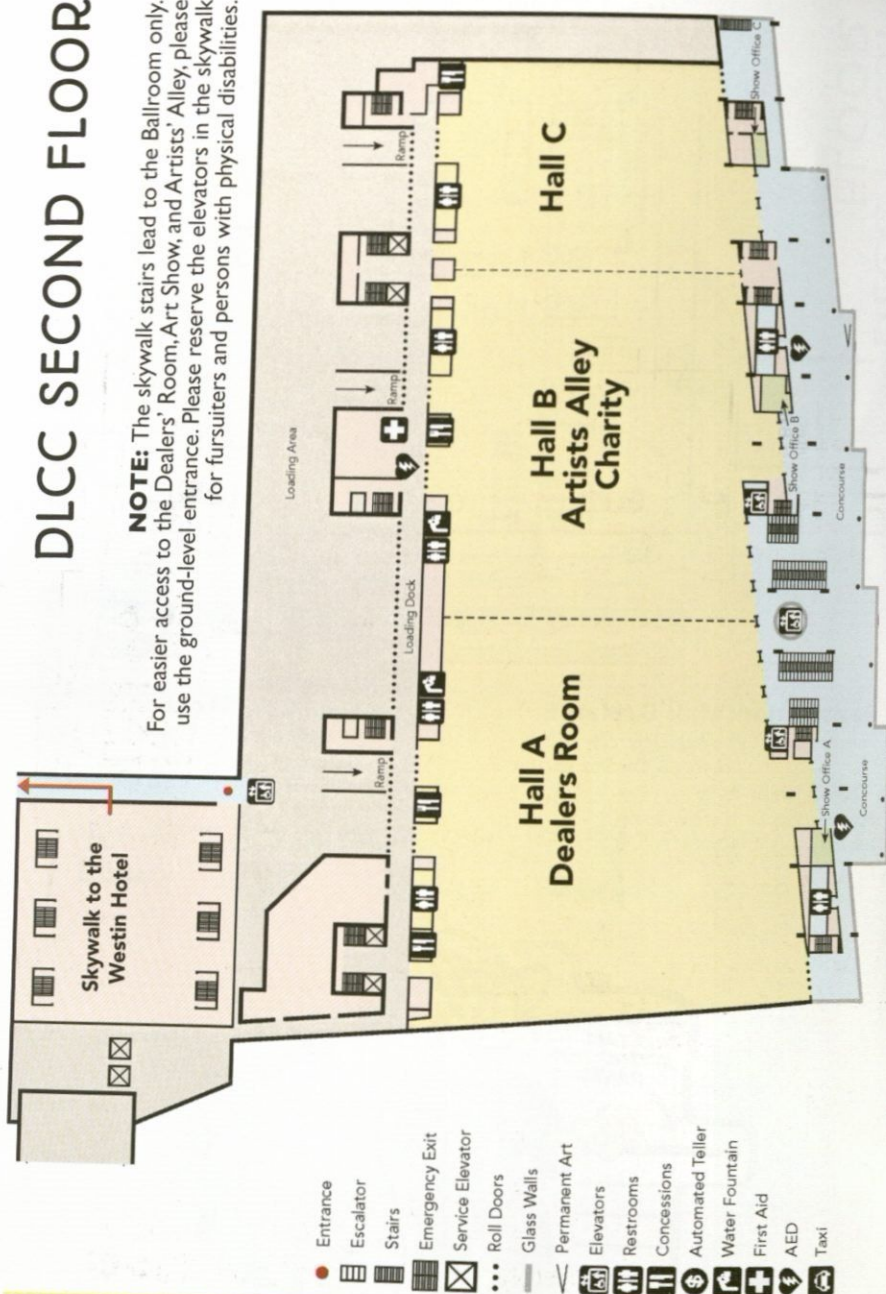 DLCC SECOND FLOOR
NOTE: The skywalk stairs lead to the Ballroom only.
For easier access to the Dealers' Room, Art Show, and Artists' Alley, please
use the ground-level entrance. Please reserve the elevators in the skywalk
for fursuiters and persons with physical disabilities.
Skywalk to the
Westin Hotel
Loading Area
Ramp
Ramp
Ramp
Loading Dock
Hall A
Dealers Room
Hall B
Artists Alley
Charity
Hall C
Show Office A
Show Office B
Show Office C
Concourse
Concourse
Entrance
Escalator
Stairs
Emergency Exit
Service Elevator
Roll Doors
Glass Walls
Permanent Art
Elevators
Restrooms
Concessions
$ Automated Teller
Water Fountain
First Aid
AED
Taxi